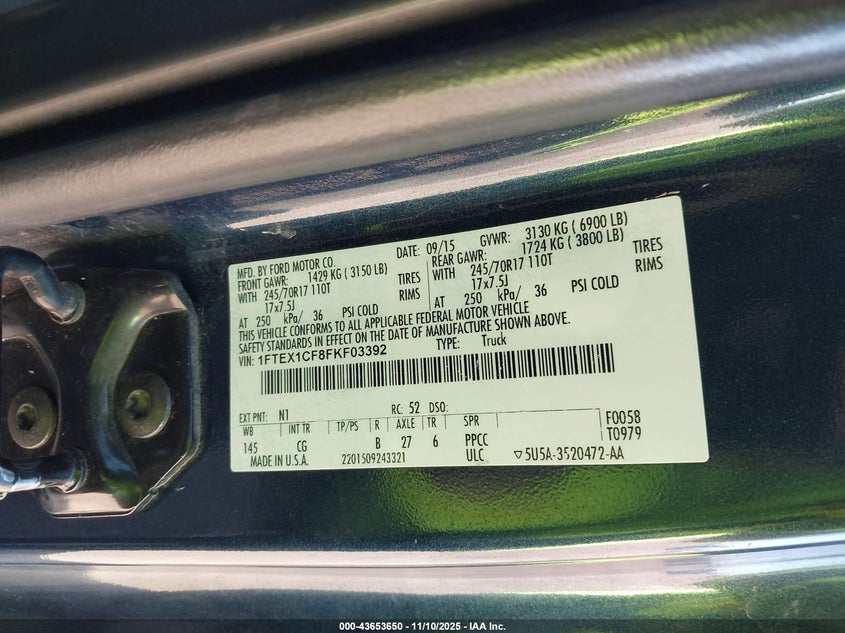 MFD. BY FORD MOTOR CO. DATE: 09/15 GVWR: 3130 KG ( 6900 LB)
FRONT GAWR: 1429 KG ( 3150 LB) REAR GAWR: 1724 KG ( 3800 LB)
WITH 245/70R17 110T TIRES WITH 245/70R17 110T TIRES
17x7.5J RIMS 17x7.5J RIMS
AT 250 kPa/ 36 PSI COLD AT 250 kPa/ 36 PSI COLD
THIS VEHICLE CONFORMS TO ALL APPLICABLE FEDERAL MOTOR VEHICLE
SAFETY STANDARDS IN EFFECT ON THE DATE OF MANUFACTURE SHOWN ABOVE.
VIN: 1FTEX1CF8FKF03392 TYPE: Truck
EXT PNT: N1 RC: 52 DSO: F0058
WB INT TR TP/PS R AXLE TR SPR T0979
145 CG B 27 6 PPCC
MADE IN U.S.A. 2201509243321 ULC ▽5U5A-3520472-AA
000-43653650 - 11/10/2025 - IAA Inc.